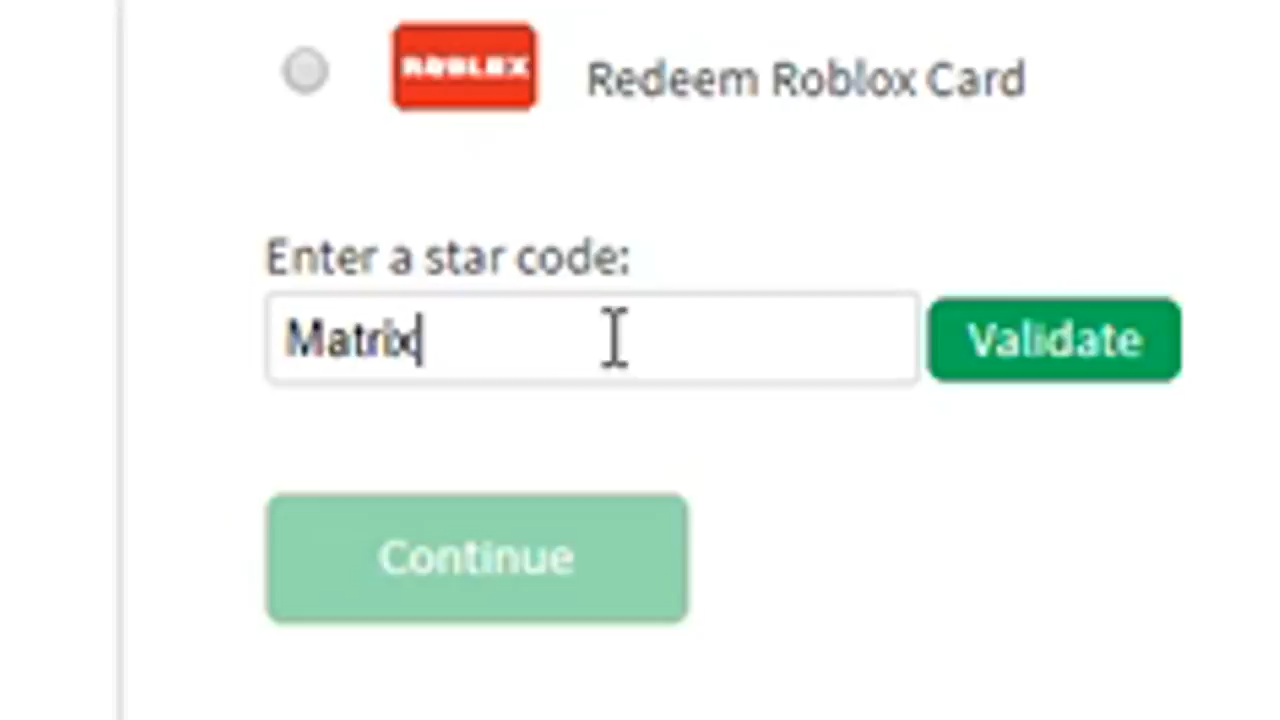 ROBLOX
Redeem Roblox Card
Enter a star code:
Matrix
Validate
Continue